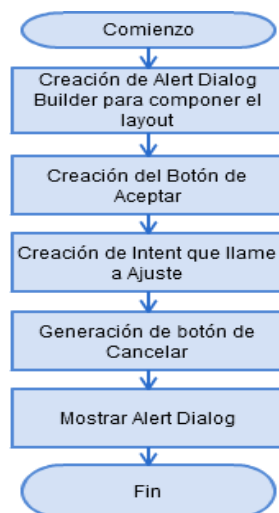 Comienzo
Creación de Alert Dialog
Builder para componer el
layout
Creación del Botón de
Aceptar
Creación de Intent que llame
a Ajuste
Generación de botón de
Cancelar
Mostrar Alert Dialog
Fin